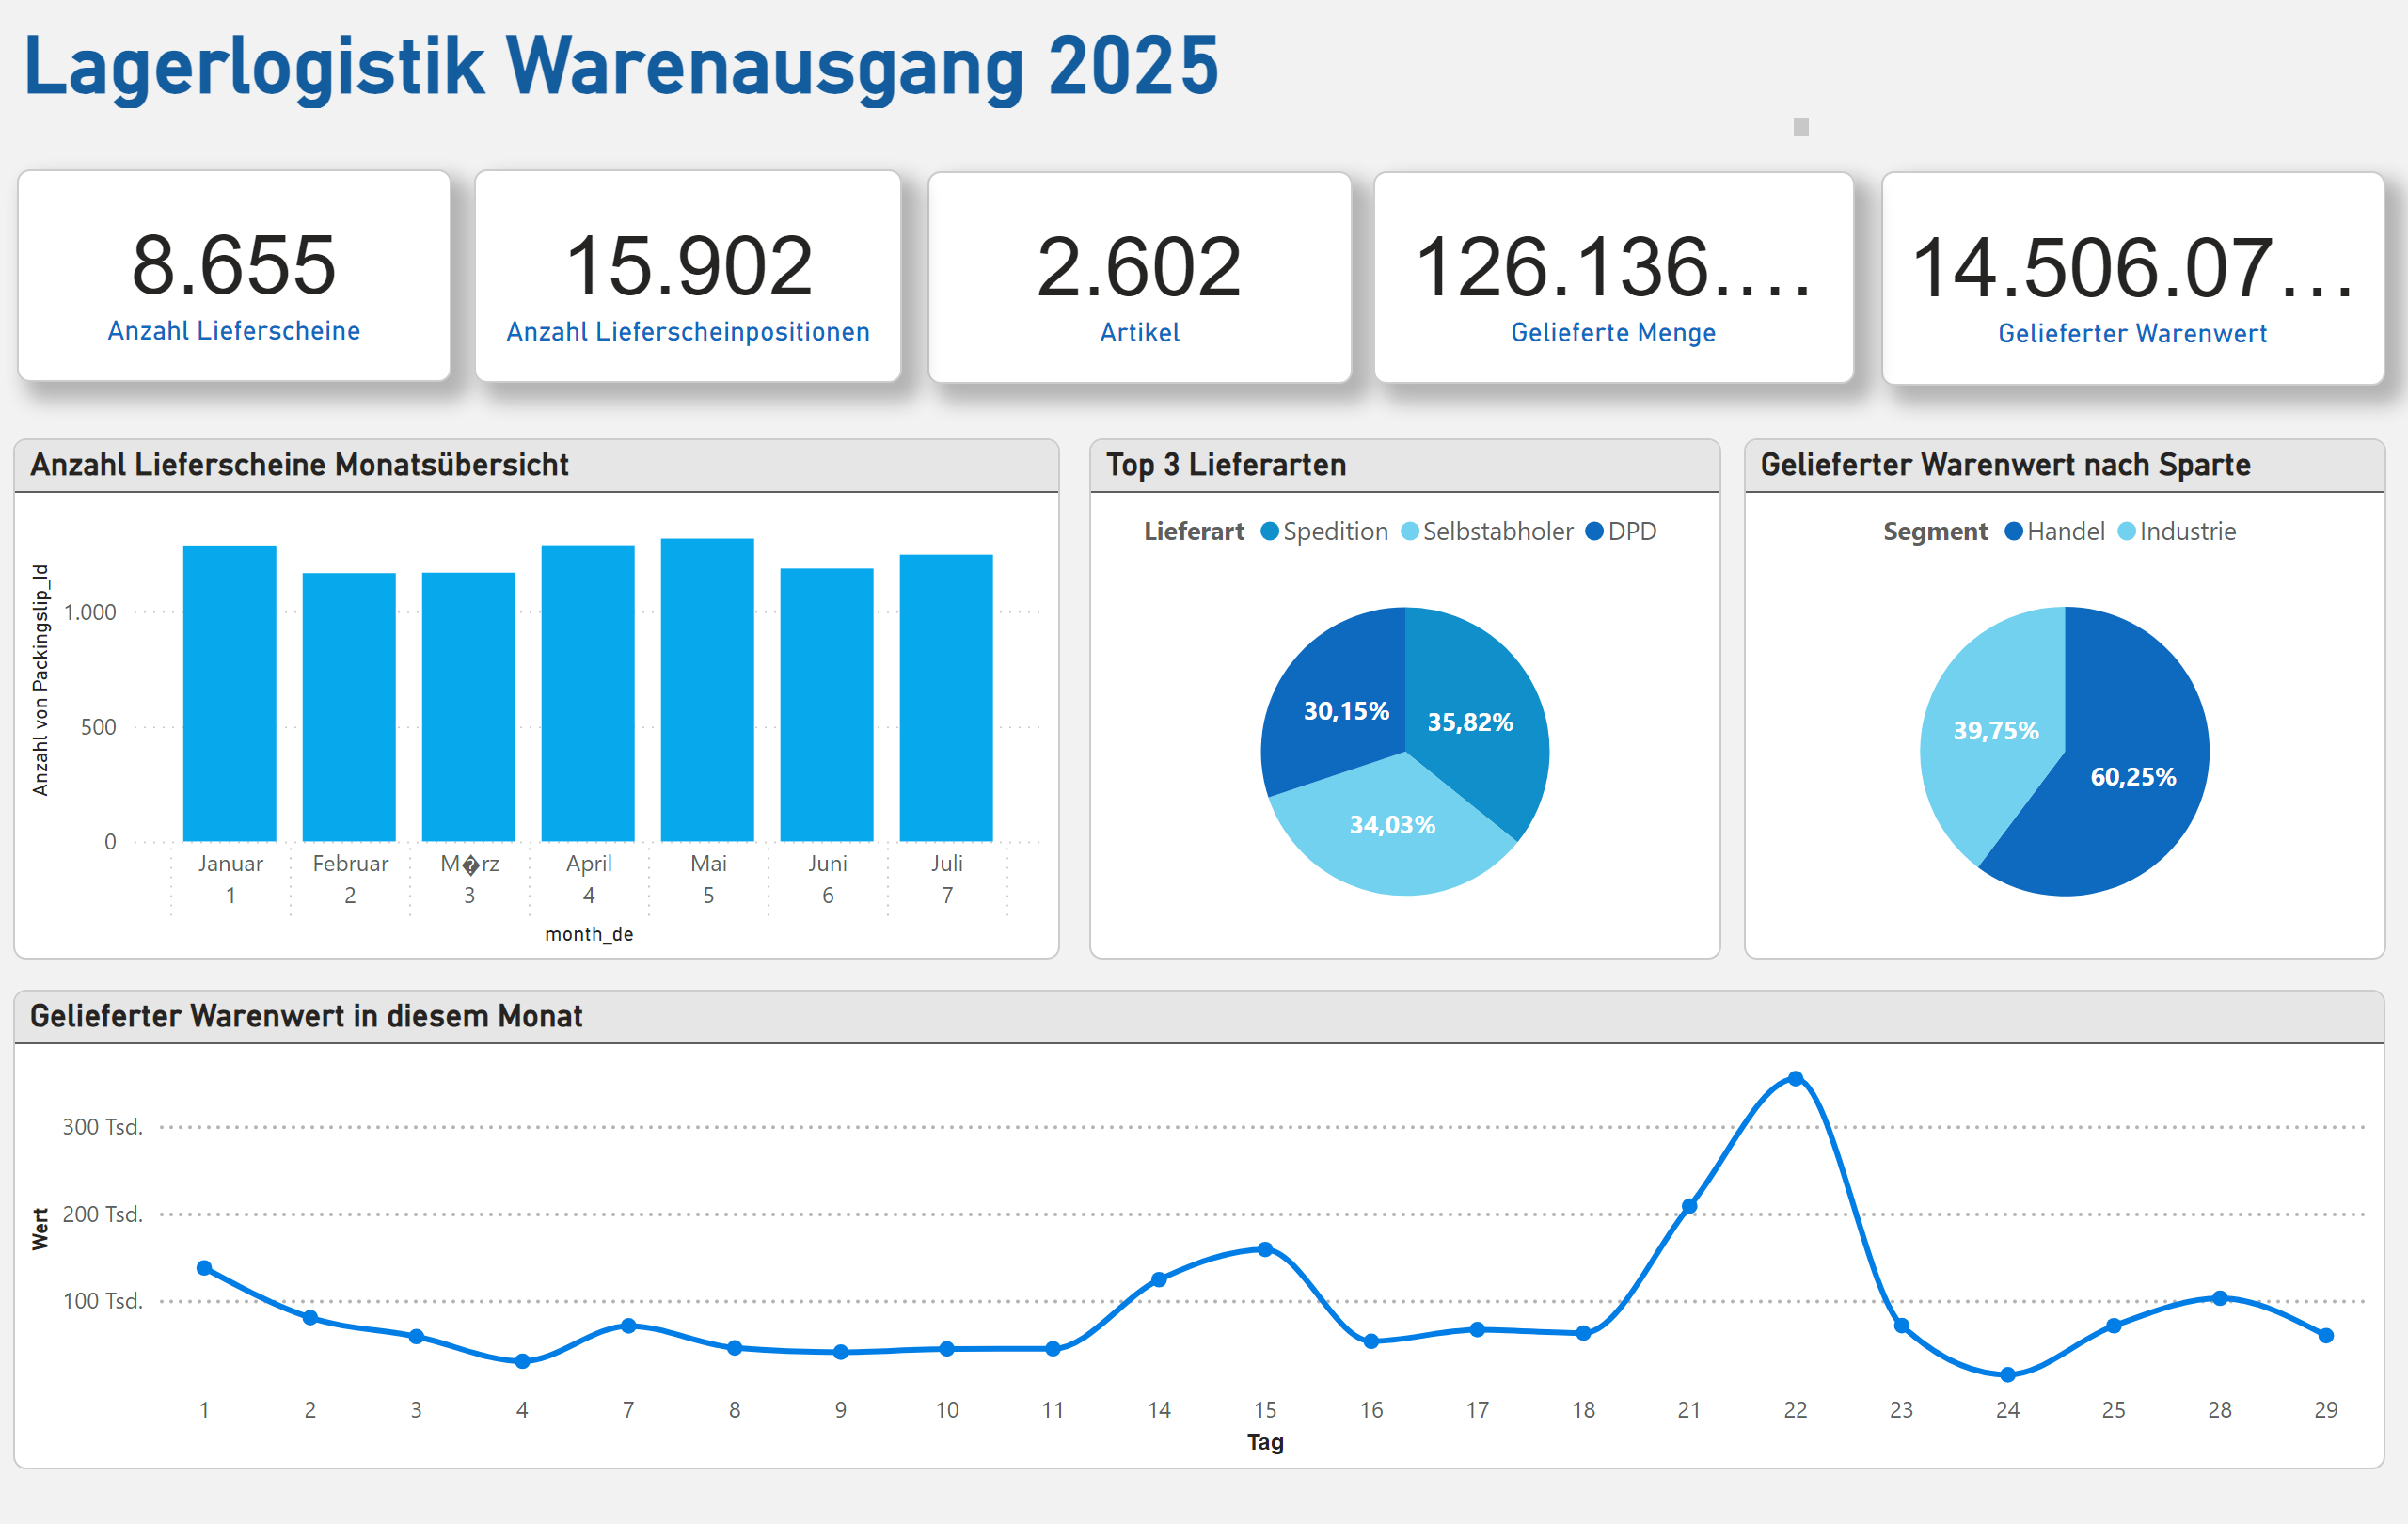 Lagerlogistik Warenausgang 2025
8.655
Anzahl Lieferscheine
15.902
Anzahl Lieferscheinpositionen
2.602
Artikel
126.136....
Gelieferte Menge
14.506.07...
Gelieferter Warenwert
Anzahl Lieferscheine Monatsübersicht
Anzahl von Packingslip_Id
1.000
500
0
Januar Februar M�rz April Mai Juni Juli
1 2 3 4 5 6 7
month_de
Top 3 Lieferarten
Lieferart Spedition Selbstabholer DPD
30,15%
35,82%
34,03%
Gelieferter Warenwert nach Sparte
Segment Handel Industrie
39,75%
60,25%
Gelieferter Warenwert in diesem Monat
Wert
300 Tsd.
200 Tsd.
100 Tsd.
1 2 3 4 7 8 9 10 11 14 15 16 17 18 21 22 23 24 25 28 29
Tag